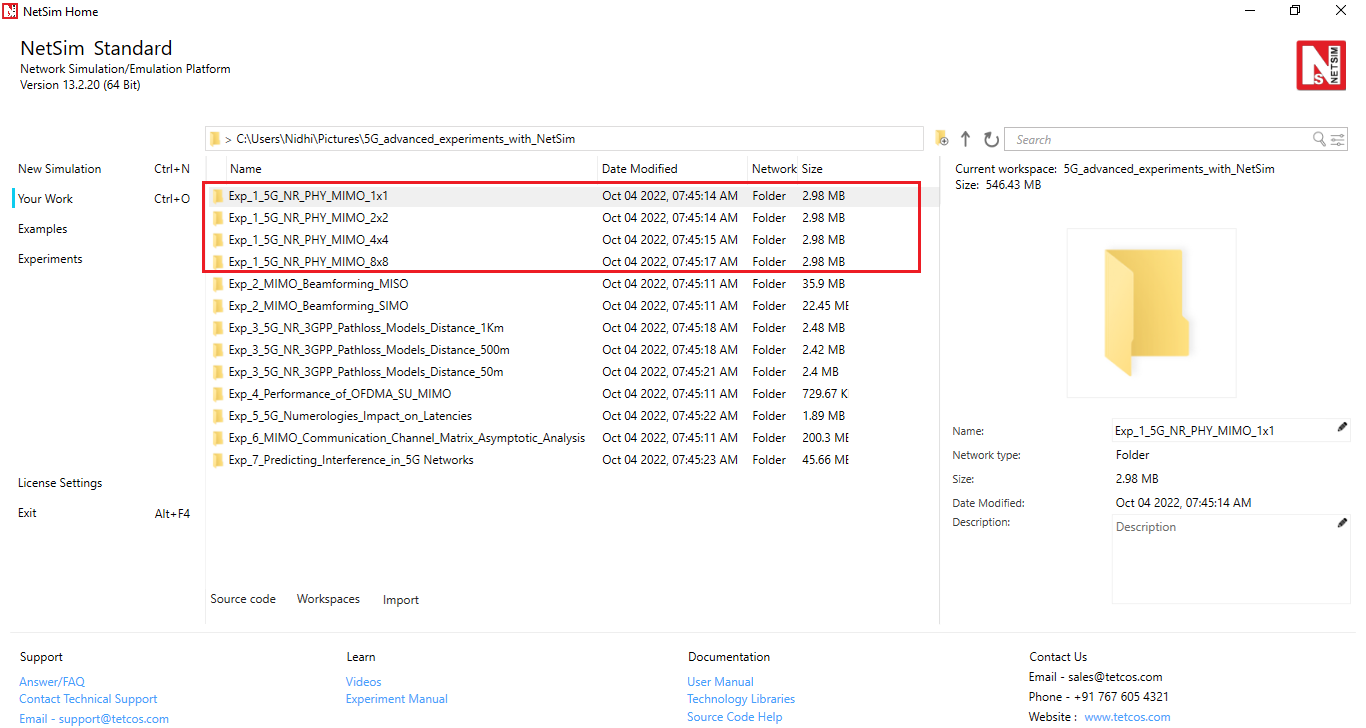 NetSim Home
NetSim Standard
Network Simulation/Emulation Platform
Version 13.2.20 (64 Bit)
NETSIM
> C:\Users\Nidhi\Pictures\5G_advanced_experiments_with_NetSim
Search
New Simulation Ctrl+N
Your Work Ctrl+O
Examples
Experiments
License Settings
Exit Alt+F4
Name Date Modified Network Size
Exp_1_5G_NR_PHY_MIMO_1x1 Oct 04 2022, 07:45:14 AM Folder 2.98 MB
Exp_1_5G_NR_PHY_MIMO_2x2 Oct 04 2022, 07:45:14 AM Folder 2.98 MB
Exp_1_5G_NR_PHY_MIMO_4x4 Oct 04 2022, 07:45:15 AM Folder 2.98 MB
Exp_1_5G_NR_PHY_MIMO_8x8 Oct 04 2022, 07:45:17 AM Folder 2.98 MB
Exp_2_MIMO_Beamforming_MISO Oct 04 2022, 07:45:11 AM Folder 35.9 MB
Exp_2_MIMO_Beamforming_SIMO Oct 04 2022, 07:45:11 AM Folder 22.45 ME
Exp_3_5G_NR_3GPP_Pathloss_Models_Distance_1Km Oct 04 2022, 07:45:18 AM Folder 2.48 MB
Exp_3_5G_NR_3GPP_Pathloss_Models_Distance_500m Oct 04 2022, 07:45:18 AM Folder 2.42 MB
Exp_3_5G_NR_3GPP_Pathloss_Models_Distance_50m Oct 04 2022, 07:45:21 AM Folder 2.4 MB
Exp_4_Performance_of_OFDMA_SU_MIMO Oct 04 2022, 07:45:11 AM Folder 729.67 K
Exp_5_5G_Numerologies_Impact_on_Latencies Oct 04 2022, 07:45:22 AM Folder 1.89 MB
Exp_6_MIMO_Communication_Channel_Matrix_Asymptotic_Analysis Oct 04 2022, 07:45:11 AM Folder 200.3 ME
Exp_7_Predicting_Interference_in_5G Networks Oct 04 2022, 07:45:23 AM Folder 45.66 ME
Source code Workspaces Import
Current workspace: 5G_advanced_experiments_with_NetSim
Size: 546.43 MB
Name: Exp_1_5G_NR_PHY_MIMO_1x1
Network type: Folder
Size: 2.98 MB
Date Modified: Oct 04 2022, 07:45:14 AM
Description: Description
Support
Answer/FAQ
Contact Technical Support
Email - support@tetcos.com
Learn
Videos
Experiment Manual
Documentation
User Manual
Technology Libraries
Source Code Help
Contact Us
Email - sales@tetcos.com
Phone - +91 767 605 4321
Website : www.tetcos.com